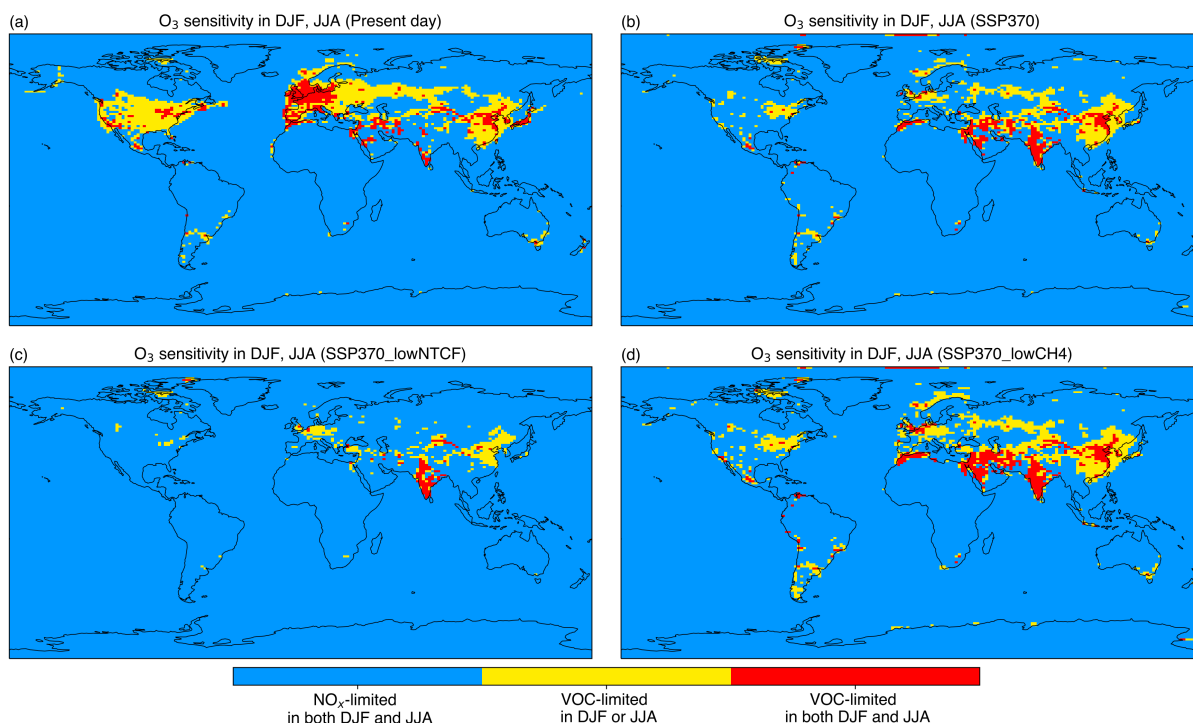 (a) O₃ sensitivity in DJF, JJA (Present day)
(b) O₃ sensitivity in DJF, JJA (SSP370)
(c) O₃ sensitivity in DJF, JJA (SSP370_lowNTCF)
(d) O₃ sensitivity in DJF, JJA (SSP370_lowCH4)
NOₓ-limited
in both DJF and JJA
VOC-limited
in DJF or JJA
VOC-limited
in both DJF and JJA